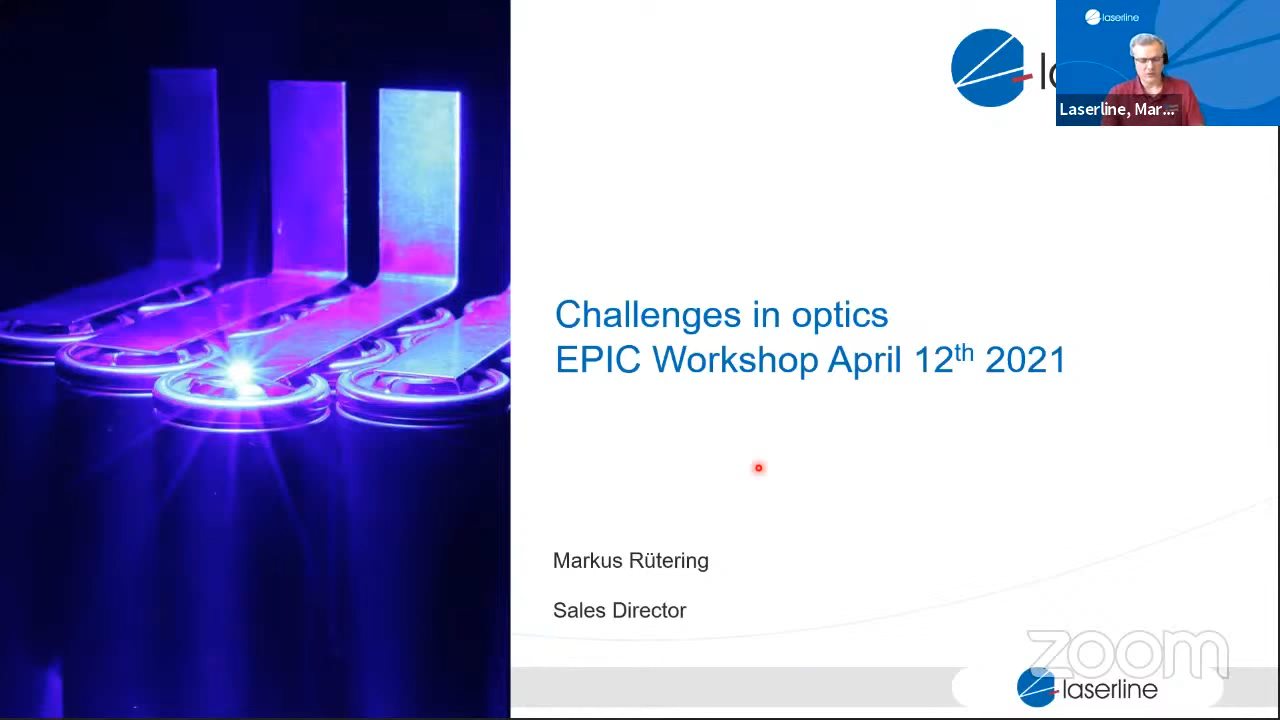 laserline
Laserline, Mar...
Challenges in optics
EPIC Workshop April 12th 2021
Markus Rütering
Sales Director
zoom
laserline